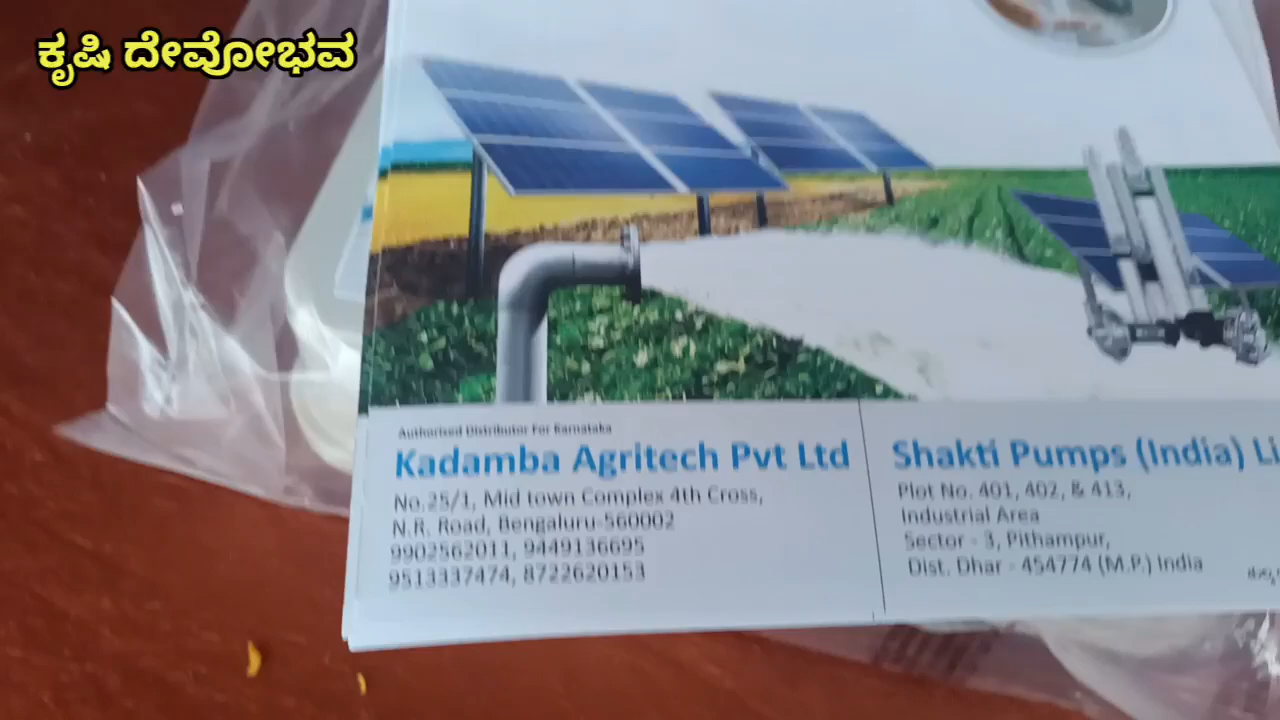 ಕೃಷಿ ದೇವೋಭವ
Authorised Distributor For Karnataka
Kadamba Agritech Pvt Ltd
No.25/1, Mid town Complex 4th Cross,
N.R. Road, Bengaluru-560002
9902562011, 9449136695
9513337474, 8722620153
Shakti Pumps (India) Li
Plot No. 401, 402, & 413,
Industrial Area
Sector - 3, Pithampur,
Dist. Dhar - 454774 (M.P.) India